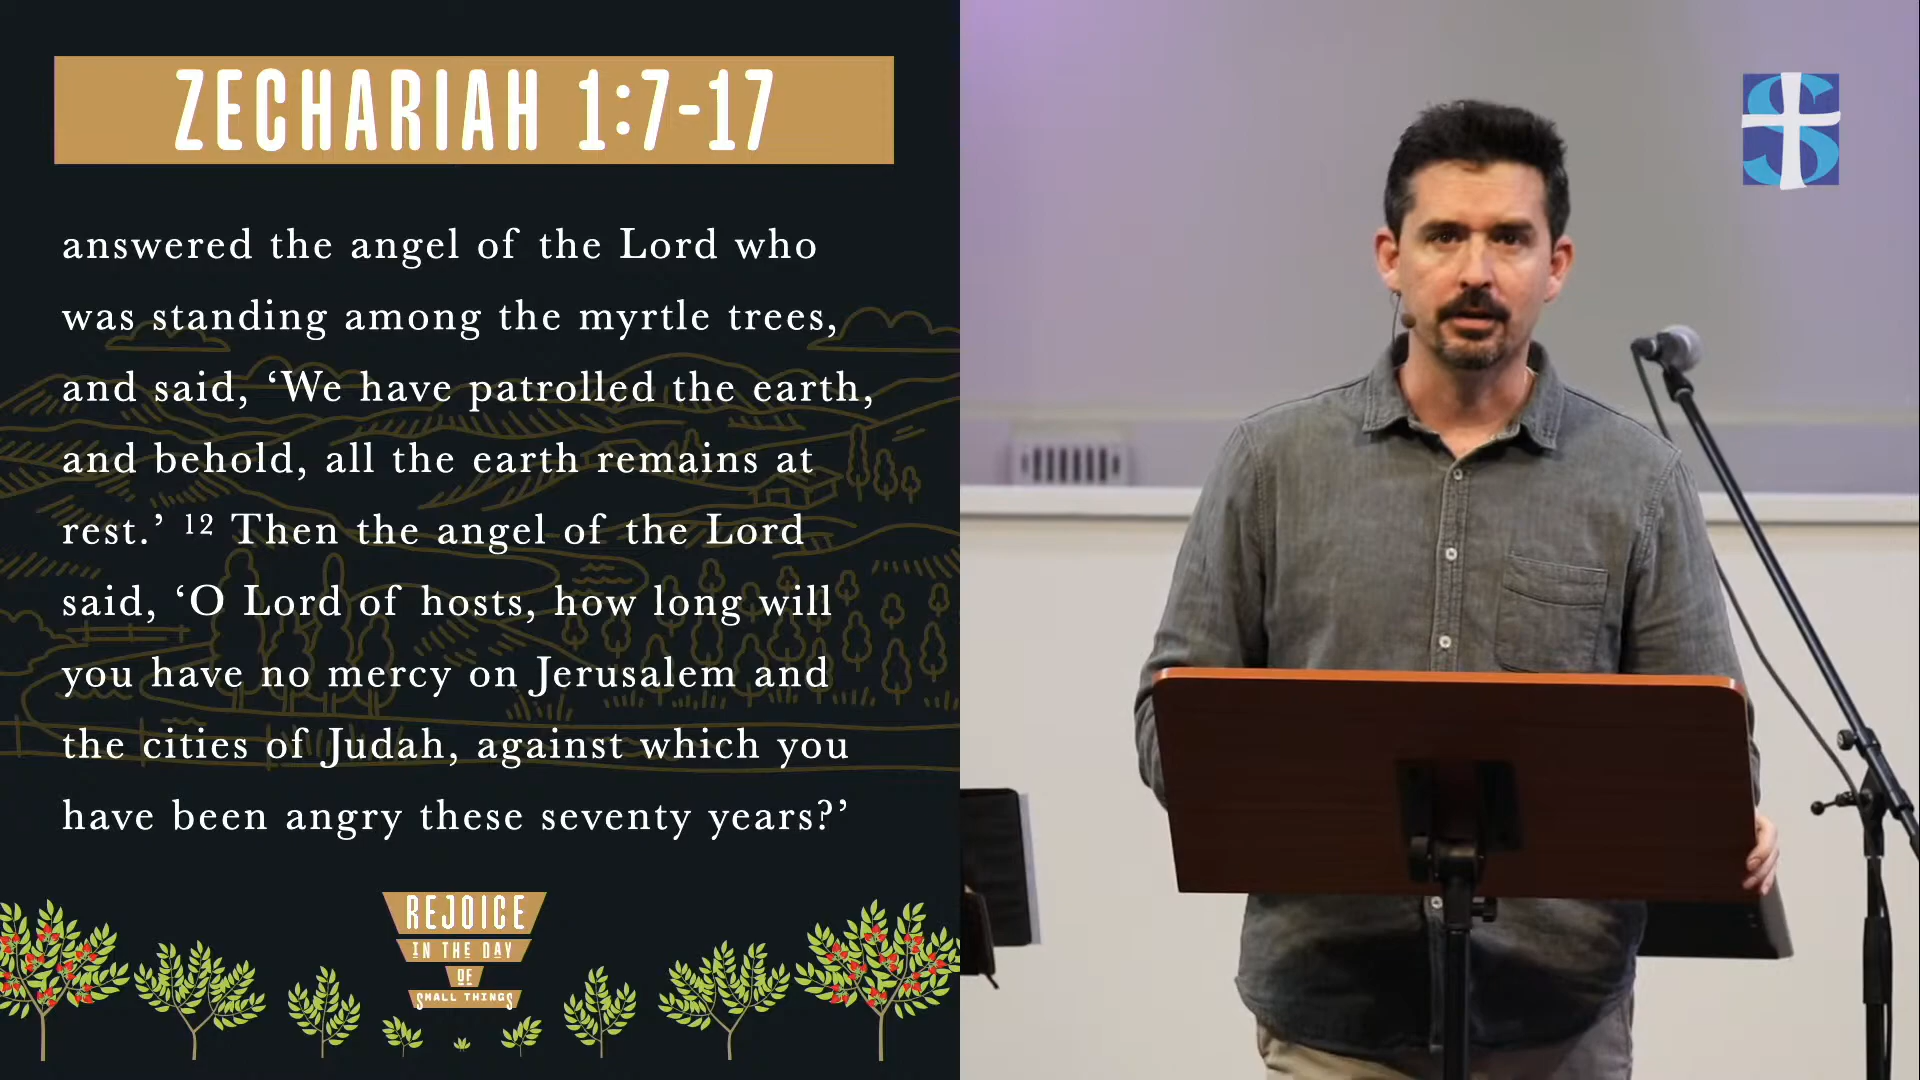 ZECHARIAH 1:7-17
answered the angel of the Lord who
was standing among the myrtle trees,
and said, ‘We have patrolled the earth,
and behold, all the earth remains at
rest.’ 12 Then the angel of the Lord
said, ‘O Lord of hosts, how long will
you have no mercy on Jerusalem and
the cities of Judah, against which you
have been angry these seventy years?’
REJOICE
IN THE DAY
OF
SMALL THINGS
S